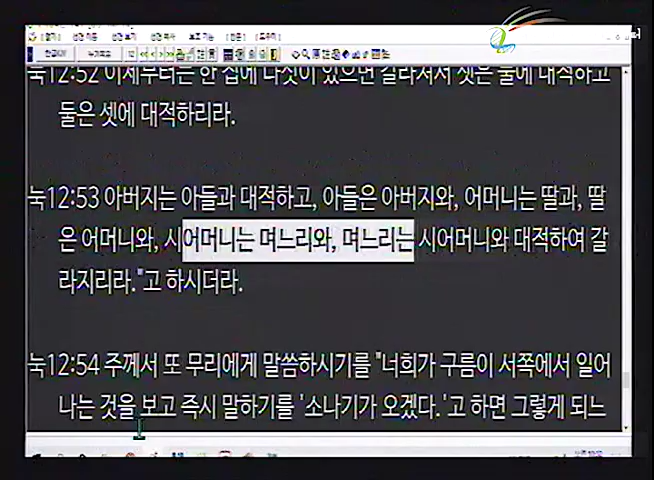 눅12:52 이제부터는 한 집에 다섯이 있으면 갈라져서 셋은 둘에 대적하고
둘은 셋에 대적하리라.
눅12:53 아버지는 아들과 대적하고, 아들은 아버지와, 어머니는 딸과, 딸
은 어머니와, 시어머니는 며느리와, 며느리는 시어머니와 대적하여 갈
라지리라."고 하시더라.
눅12:54 주께서 또 무리에게 말씀하시기를 "너희가 구름이 서쪽에서 일어
나는 것을 보고 즉시 말하기를 '소나기가 오겠다.'고 하면 그렇게 되느